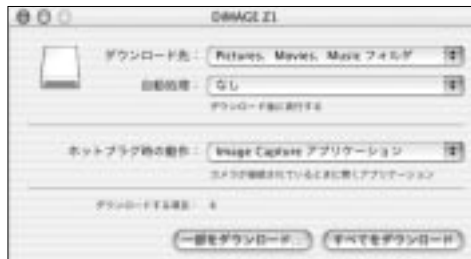 DiMAGE Z1
ダウンロード先： Pictures、Movies、Music フォルダ
自動処理： なし
ダウンロード後に実行する
ホットプラグ時の動作： Image Capture アプリケーション
カメラが接続されているときに開くアプリケーション
ダウンロードする項目：
一部をダウンロード... すべてをダウンロード